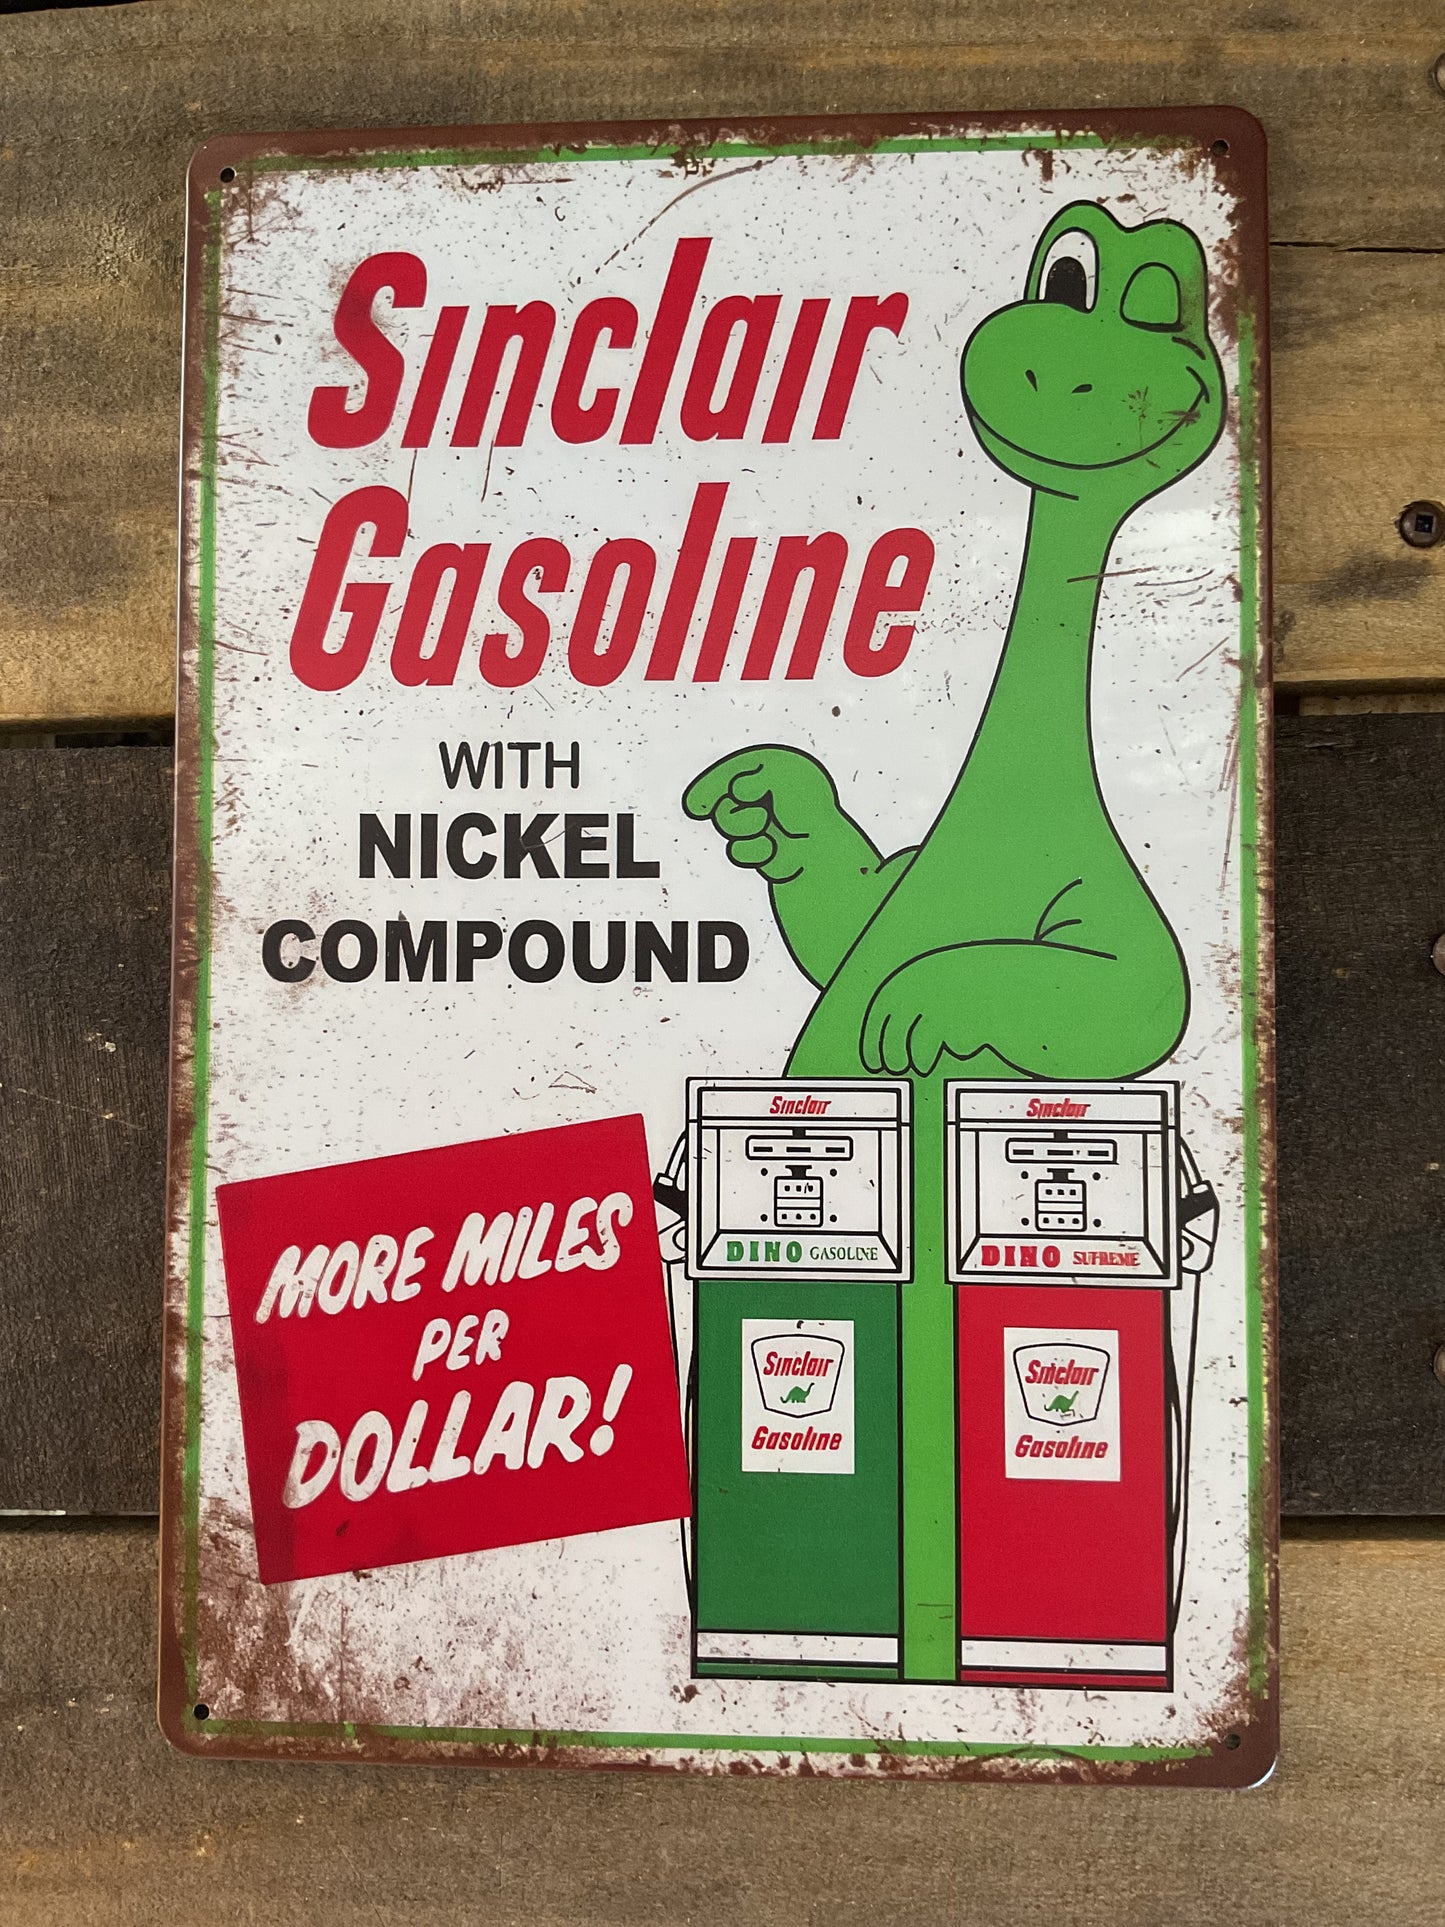 Sinclair
Gasoline
WITH
NICKEL
COMPOUND
MORE MILES
PER
DOLLAR!
Sinclair
DINO GASOLINE
Sinclair
Gasoline
Sinclair
DINO SUPREME
Sinclair
Gasoline